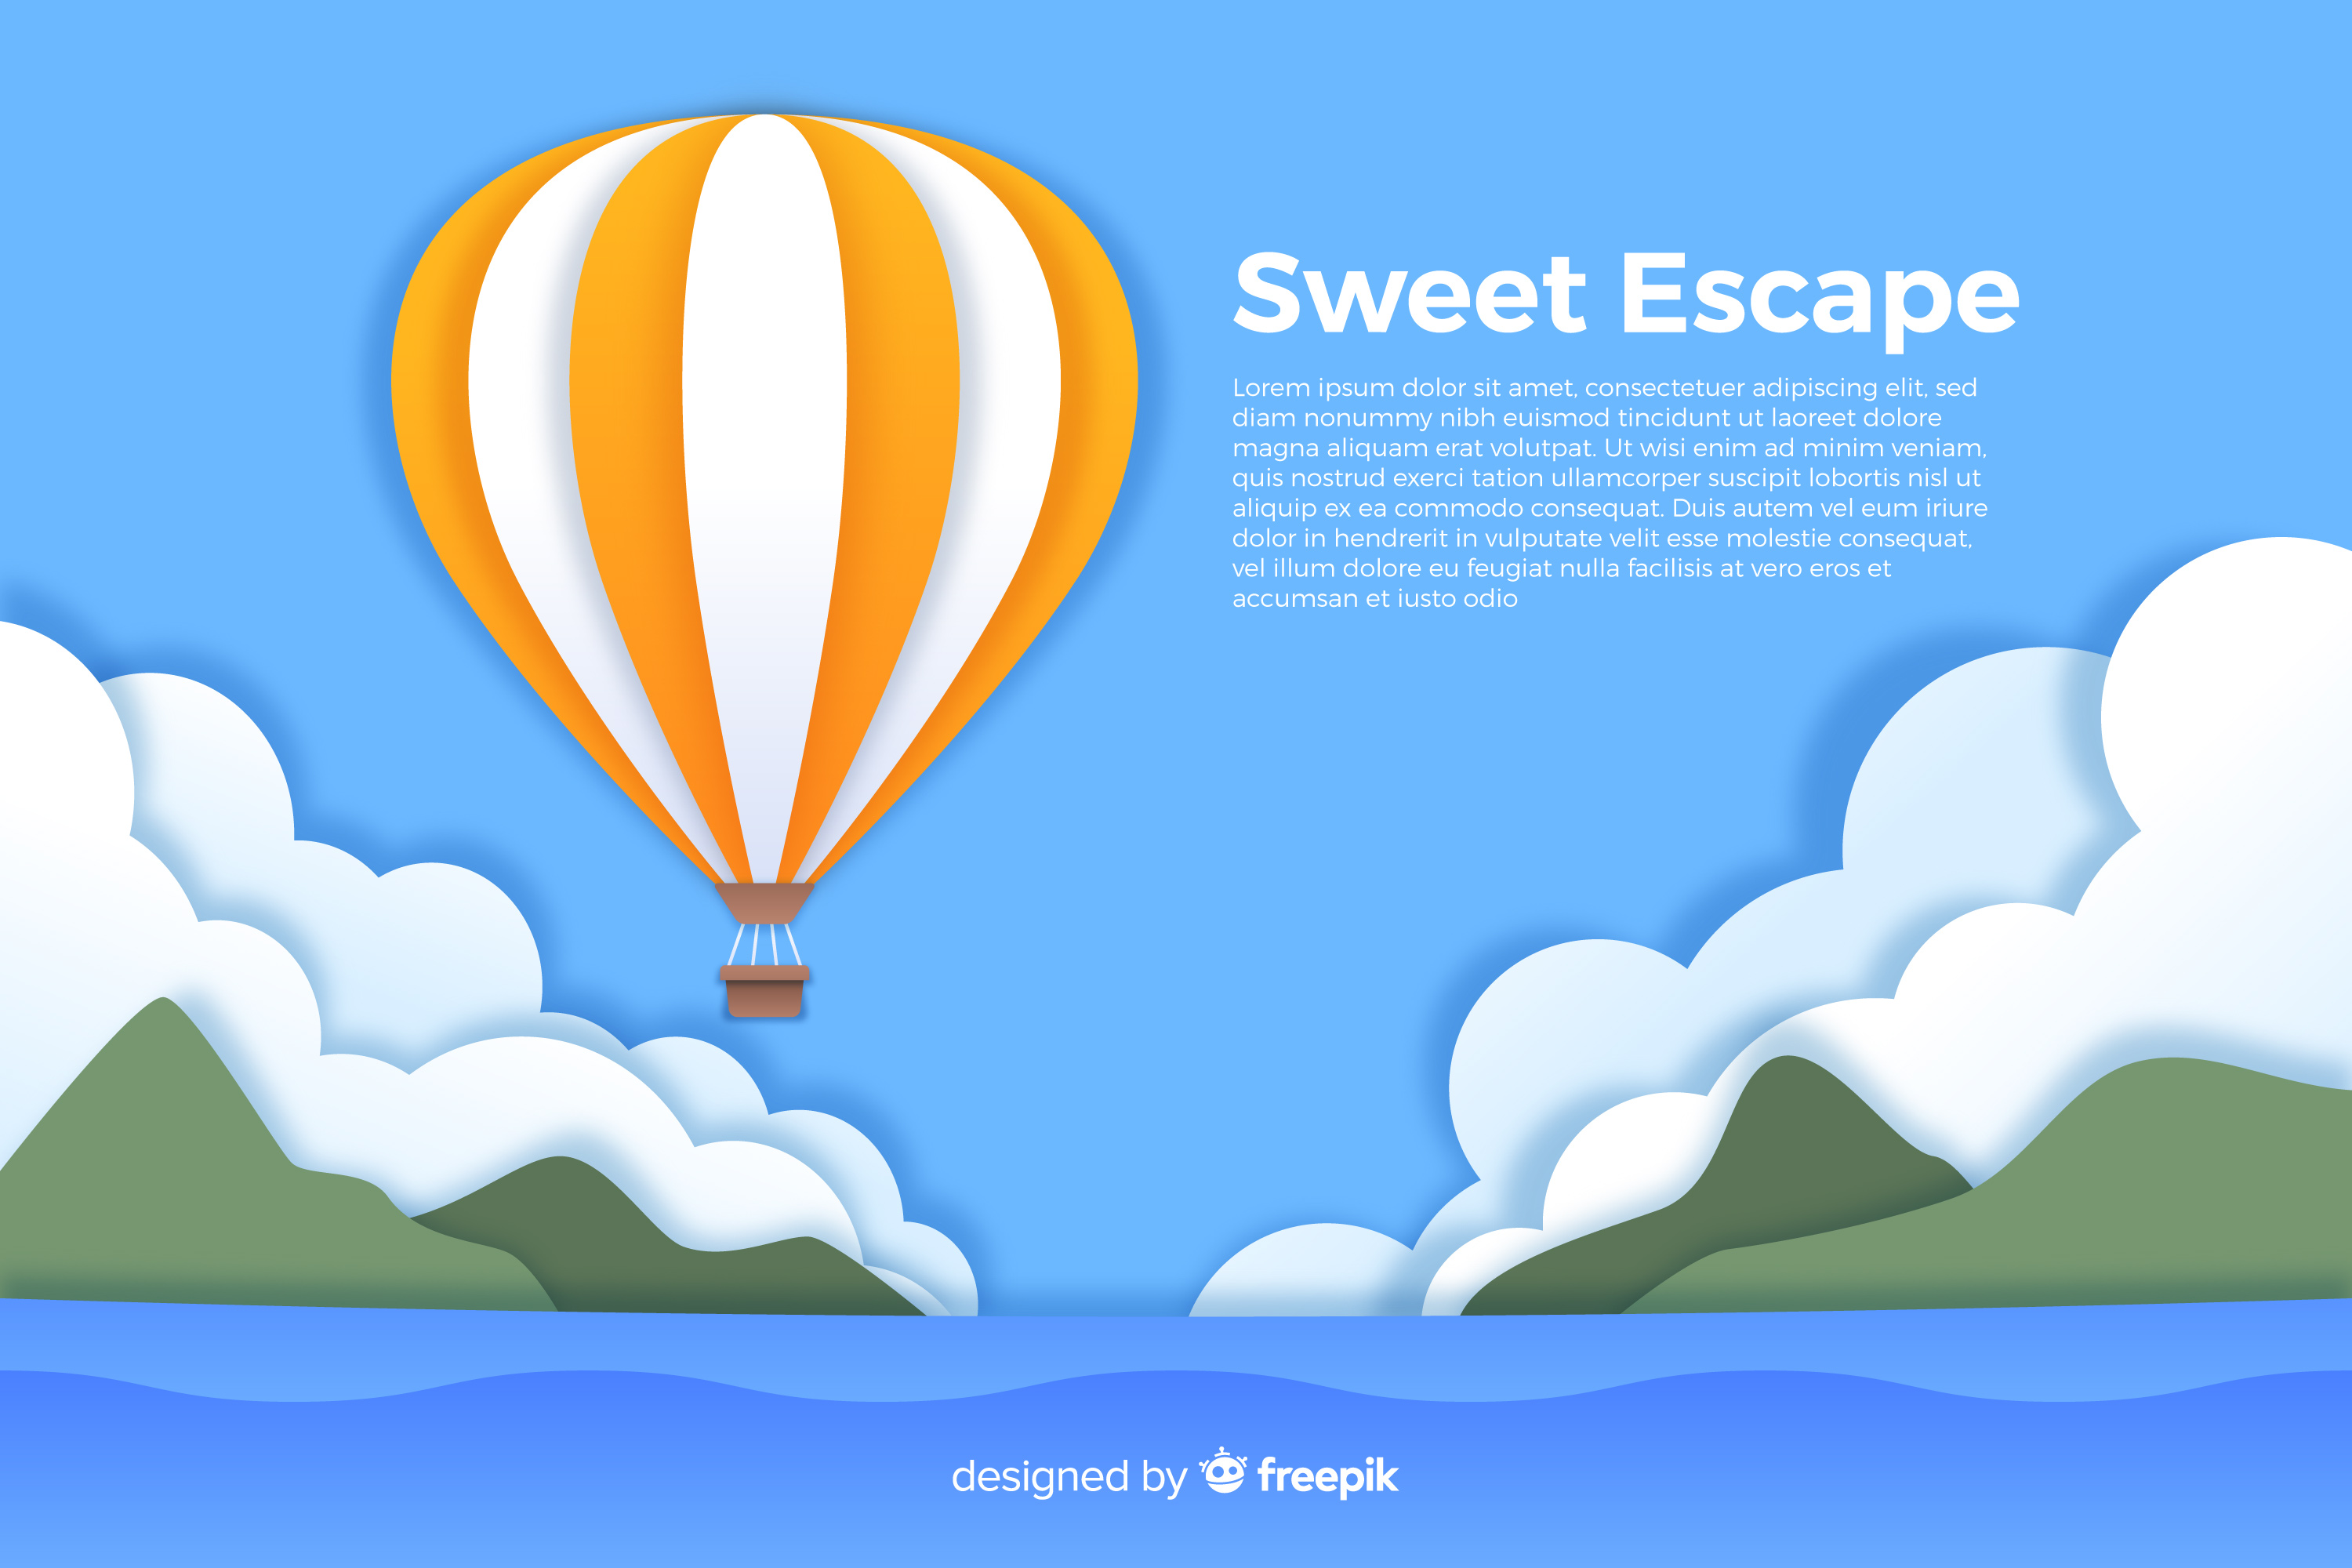 Sweet Escape
Lorem ipsum dolor sit amet, consectetuer adipiscing elit, sed
diam nonummy nibh euismod tincidunt ut laoreet dolore
magna aliquam erat volutpat. Ut wisi enim ad minim veniam,
quis nostrud exerci tation ullamcorper suscipit lobortis nisl ut
aliquip ex ea commodo consequat. Duis autem vel eum iriure
dolor in hendrerit in vulputate velit esse molestie consequat,
vel illum dolore eu feugiat nulla facilisis at vero eros et
accumsan et iusto odio
designed by freepik